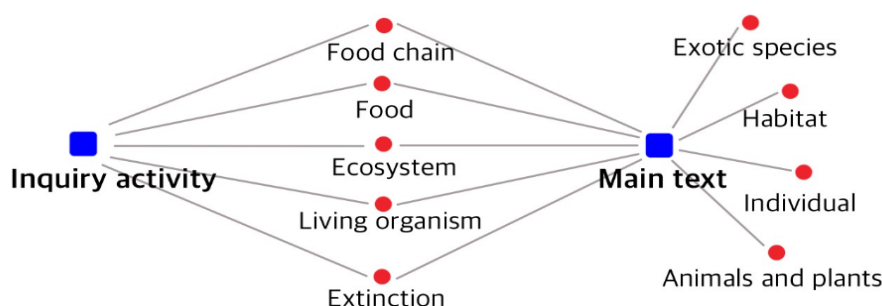 Food chain
Exotic species
Food
Habitat
Ecosystem
Inquiry activity
Main text
Living organism
Individual
Animals and plants
Extinction